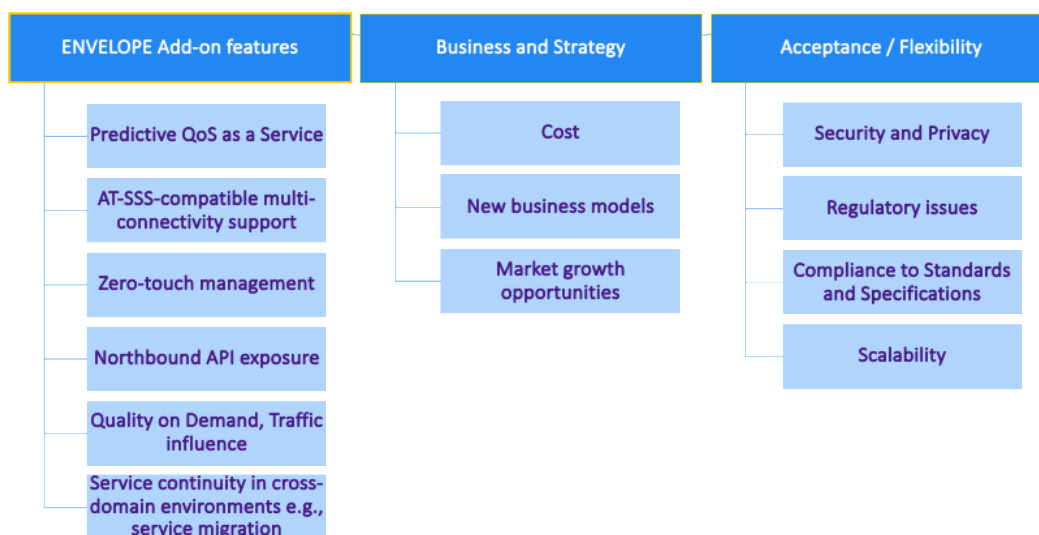 ENVELOPE Add-on features
Predictive QoS as a Service
AT-SSS-compatible multi-
connectivity support
Zero-touch management
Northbound API exposure
Quality on Demand, Traffic
influence
Service continuity in cross-
domain environments e.g.,
service migration
Business and Strategy
Cost
New business models
Market growth
opportunities
Acceptance / Flexibility
Security and Privacy
Regulatory issues
Compliance to Standards
and Specifications
Scalability